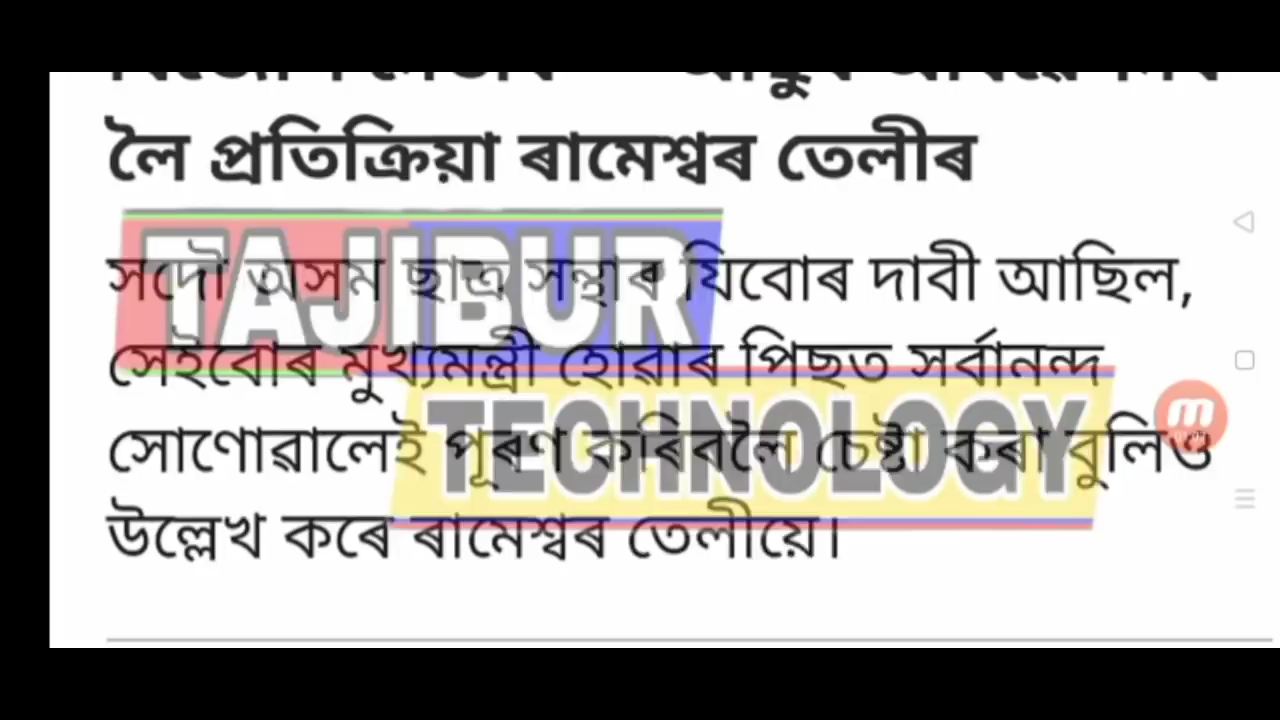 লৈ প্ৰতিক্ৰিয়া ৰামেশ্বৰ তেলীৰ
TAJIBUR
সদৌ অসম ছাত্ৰ সন্থাৰ যিবোৰ দাবী আছিল,
সেইবোৰ মুখ্যমন্ত্ৰী হোৱাৰ পিছত সৰ্বানন্দ
TECHNOLOGY
সোণোৱালেই পূৰণ কৰিবলৈ চেষ্টা কৰা বুলিও
উল্লেখ কৰে ৰামেশ্বৰ তেলীয়ে।